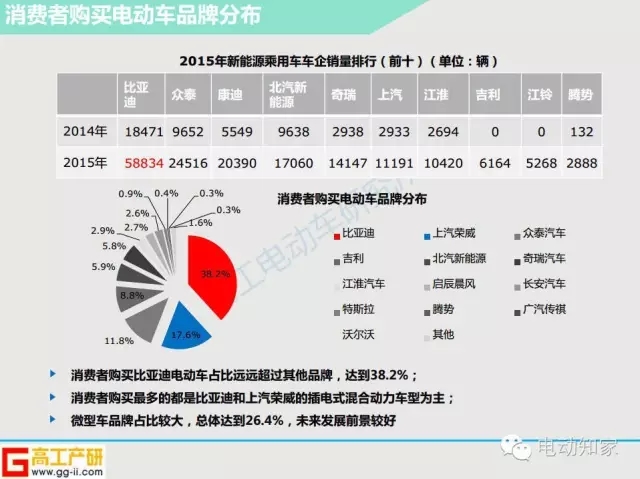 消费者购买电动车品牌分布
2015年新能源乘用车车企销量排行（前十）（单位：辆）
比亚迪 众泰 康迪 北汽新能源 奇瑞 上汽 江淮 吉利 江铃 腾势
2014年 18471 9652 5549 9638 2938 2933 2694 0 0 132
2015年 58834 24516 20390 17060 14147 11191 10420 6164 5268 2888
消费者购买电动车品牌分布
38.2%
17.6%
11.8%
8.8%
5.9%
5.8%
2.9%
2.7%
2.6%
0.9%
0.4%
0.3%
0.3%
1.6%
比亚迪 上汽荣威 众泰汽车
吉利 北汽新能源 奇瑞汽车
江淮汽车 启辰晨风 长安汽车
特斯拉 腾势 广汽传祺
沃尔沃 其他
工电动车研究所
消费者购买比亚迪电动车占比远远超过其他品牌，达到38.2%；
消费者购买最多的都是比亚迪和上汽荣威的插电式混合动力车型为主；
微型车品牌占比较大，总体达到26.4%，未来发展前景较好
G 高工产研
www.gg-ii.com
电动知家